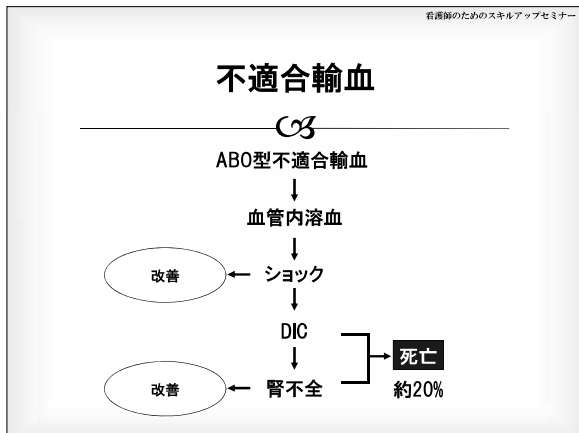 看護師のためのスキルアップセミナー
不適合輸血
ABO型不適合輸血
血管内溶血
改善
ショック
DIC
死亡
改善
腎不全
約20%